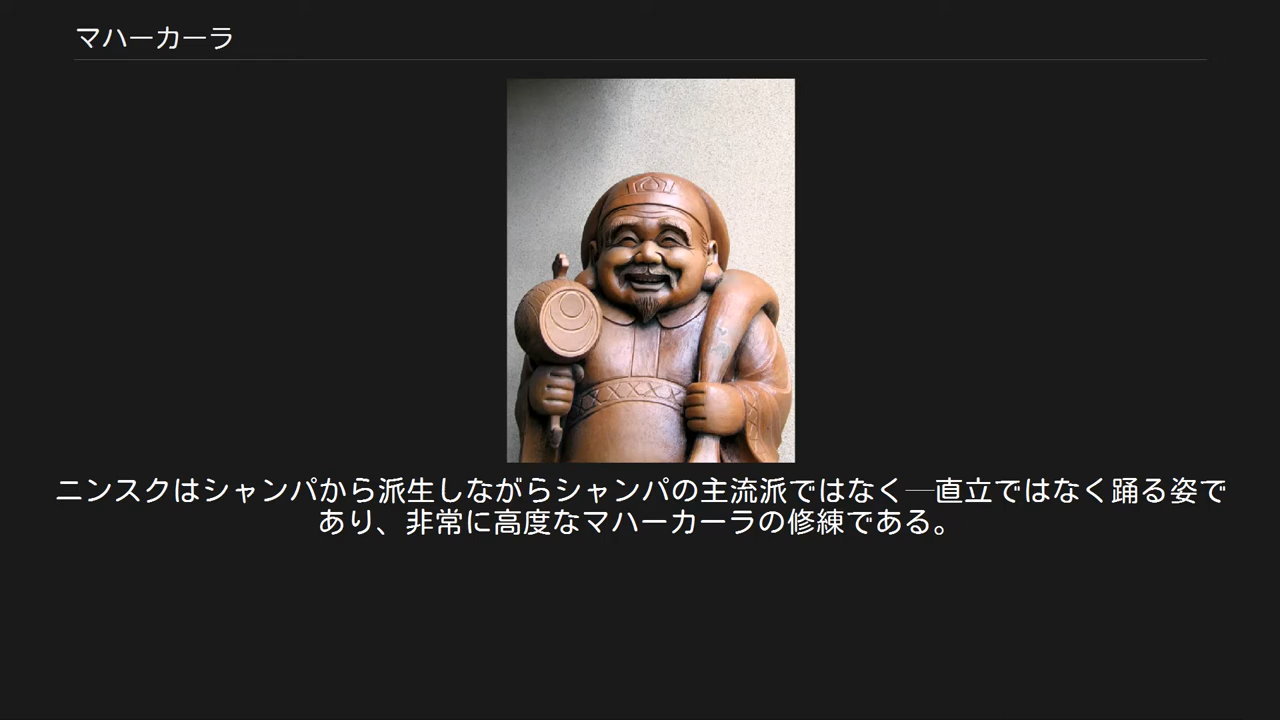 マハーカーラ
ニンスクはシャンパから派生しながらシャンパの主流派ではなく—直立ではなく踊る姿で
あり、非常に高度なマハーカーラの修練である。